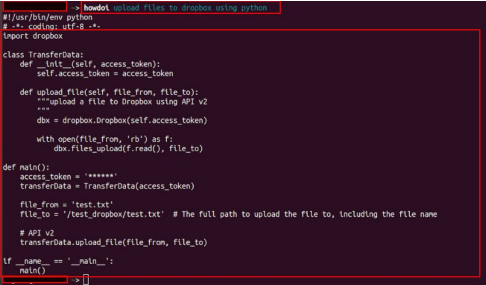 ~> howdoi upload files to dropbox using python
#!/usr/bin/env python
# -*- coding: utf-8 -*-
import dropbox

class TransferData:
    def __init__(self, access_token):
        self.access_token = access_token

    def upload_file(self, file_from, file_to):
        """upload a file to Dropbox using API v2
        """
        dbx = dropbox.Dropbox(self.access_token)

        with open(file_from, 'rb') as f:
            dbx.files_upload(f.read(), file_to)

def main():
    access_token = '******'
    transferData = TransferData(access_token)

    file_from = 'test.txt'
    file_to = '/test_dropbox/test.txt'  # The full path to upload the file to, including the file name

    # API v2
    transferData.upload_file(file_from, file_to)

if __name__ == '__main__':
    main()
~>